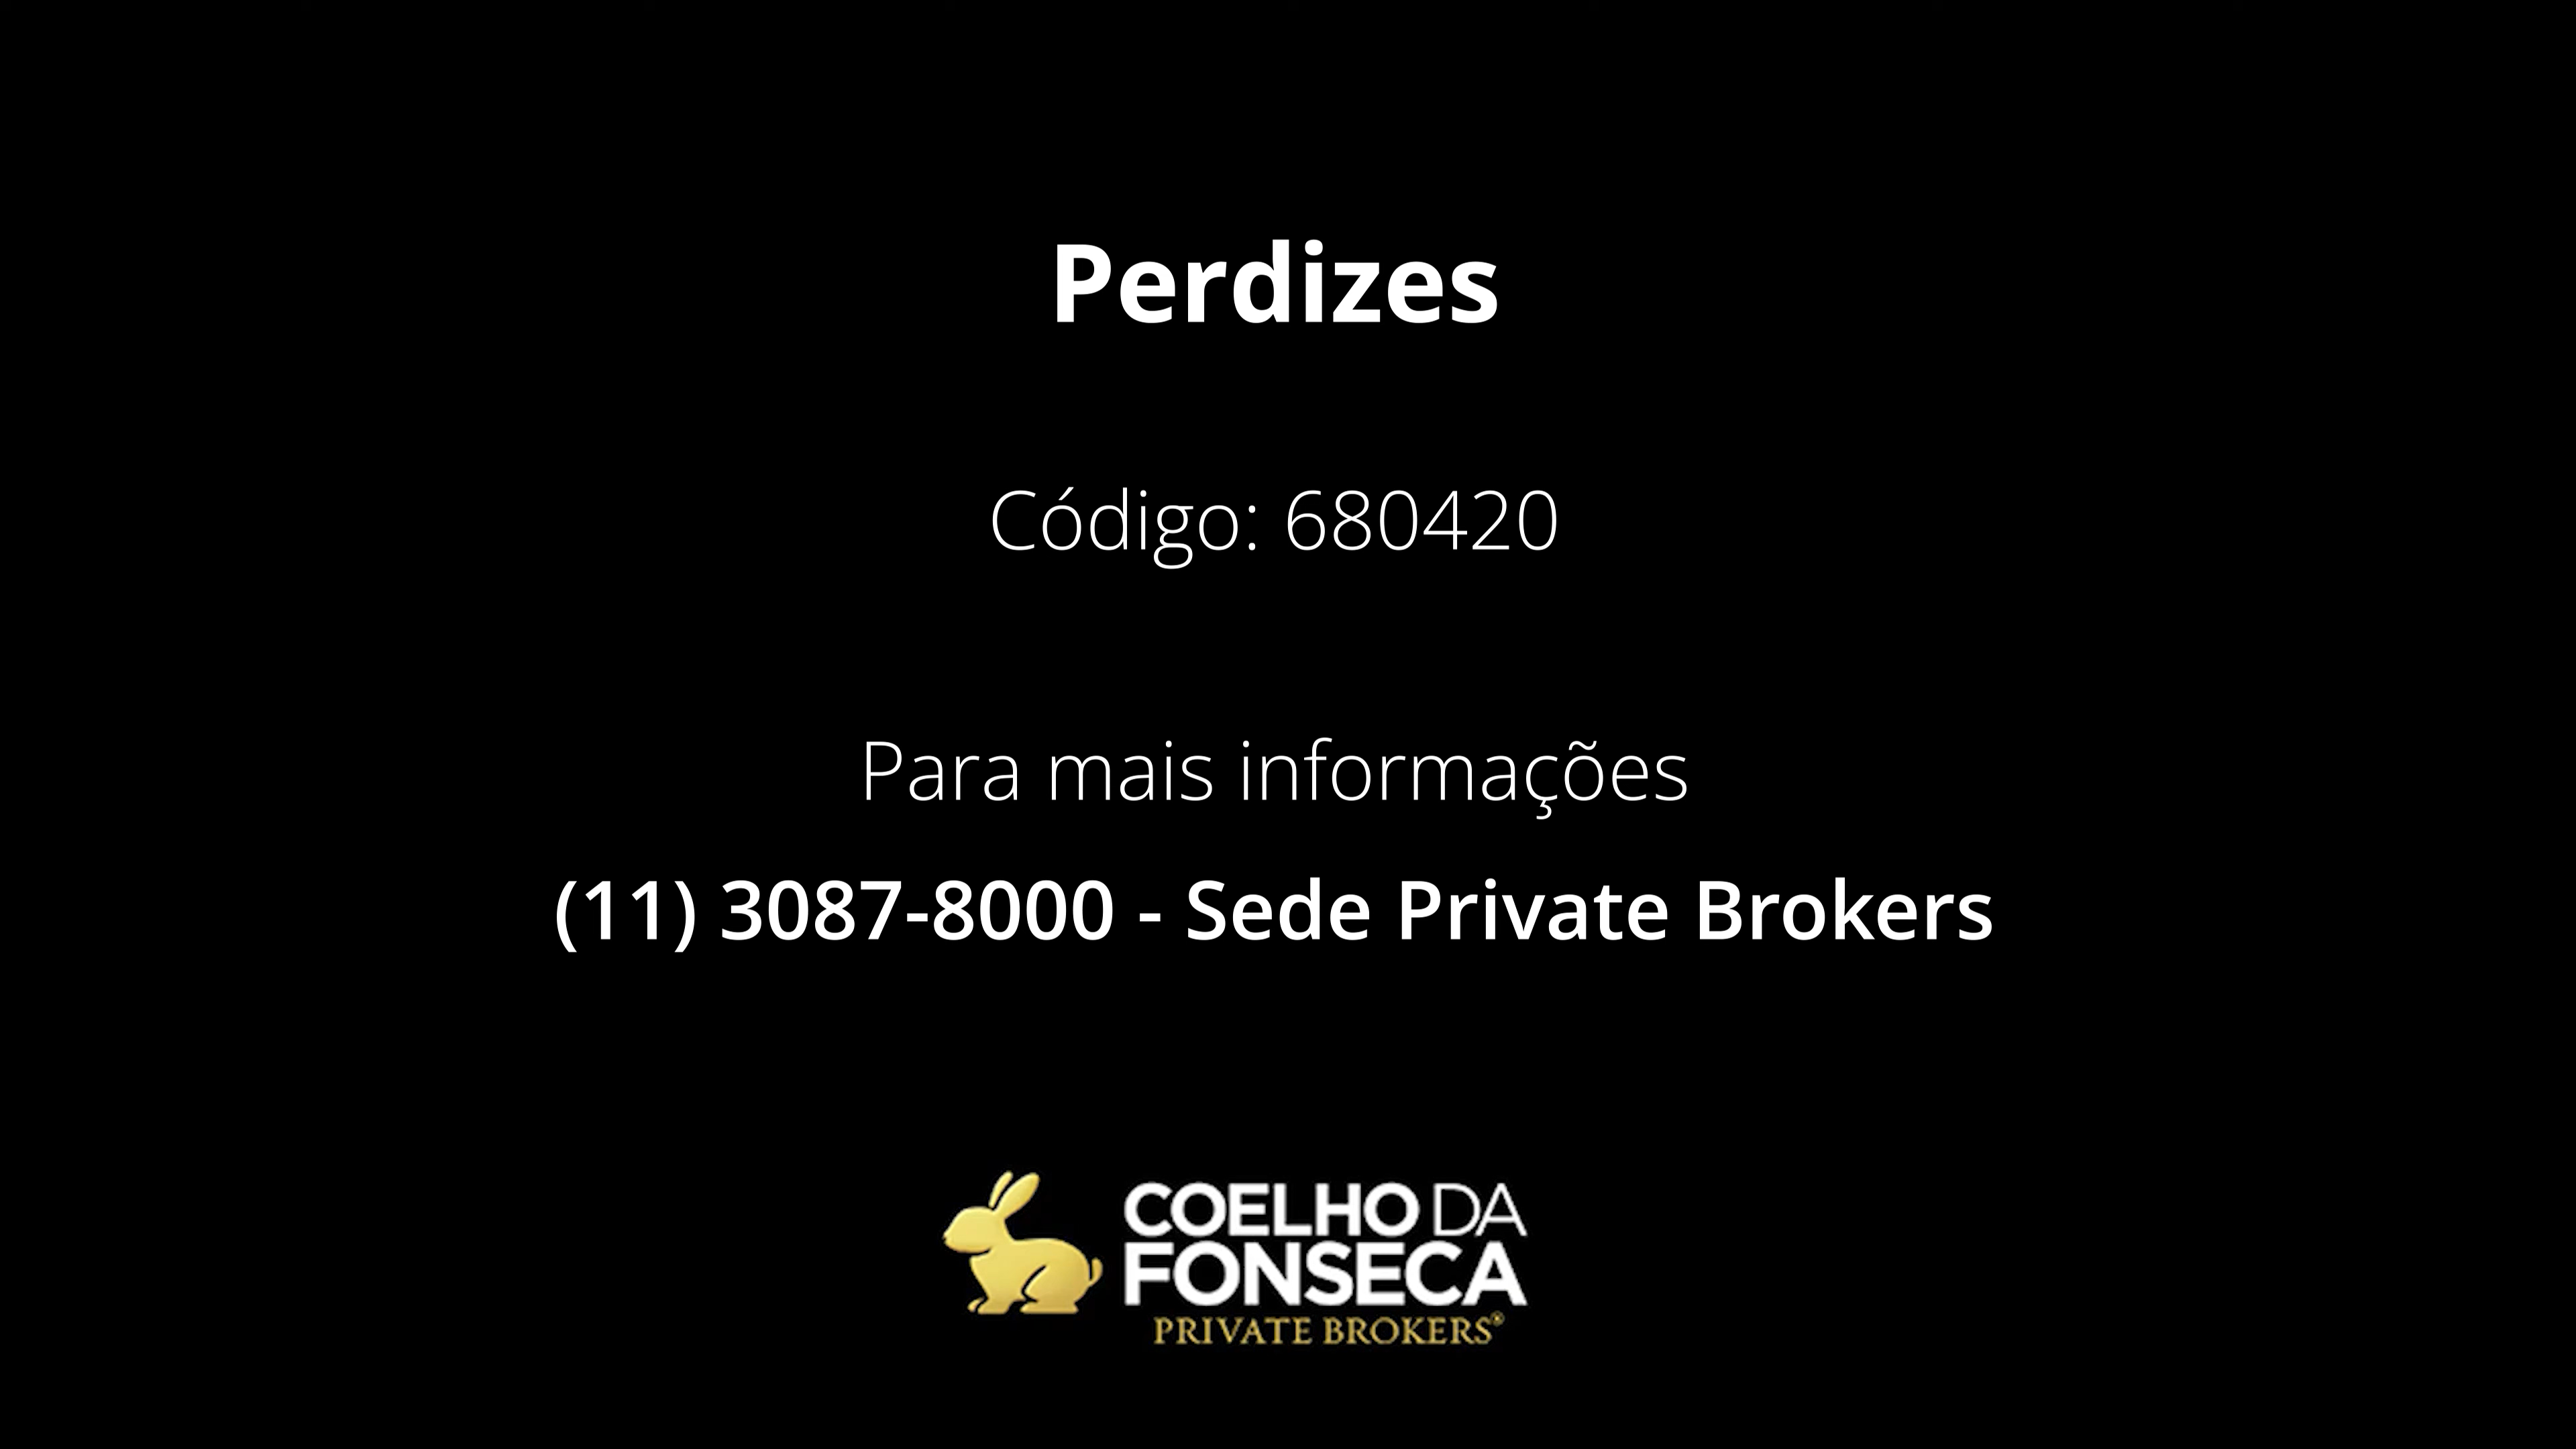 Perdizes
Código: 680420
Para mais informações
(11) 3087-8000 - Sede Private Brokers
COELHO DA
FONSECA
PRIVATE BROKERS®